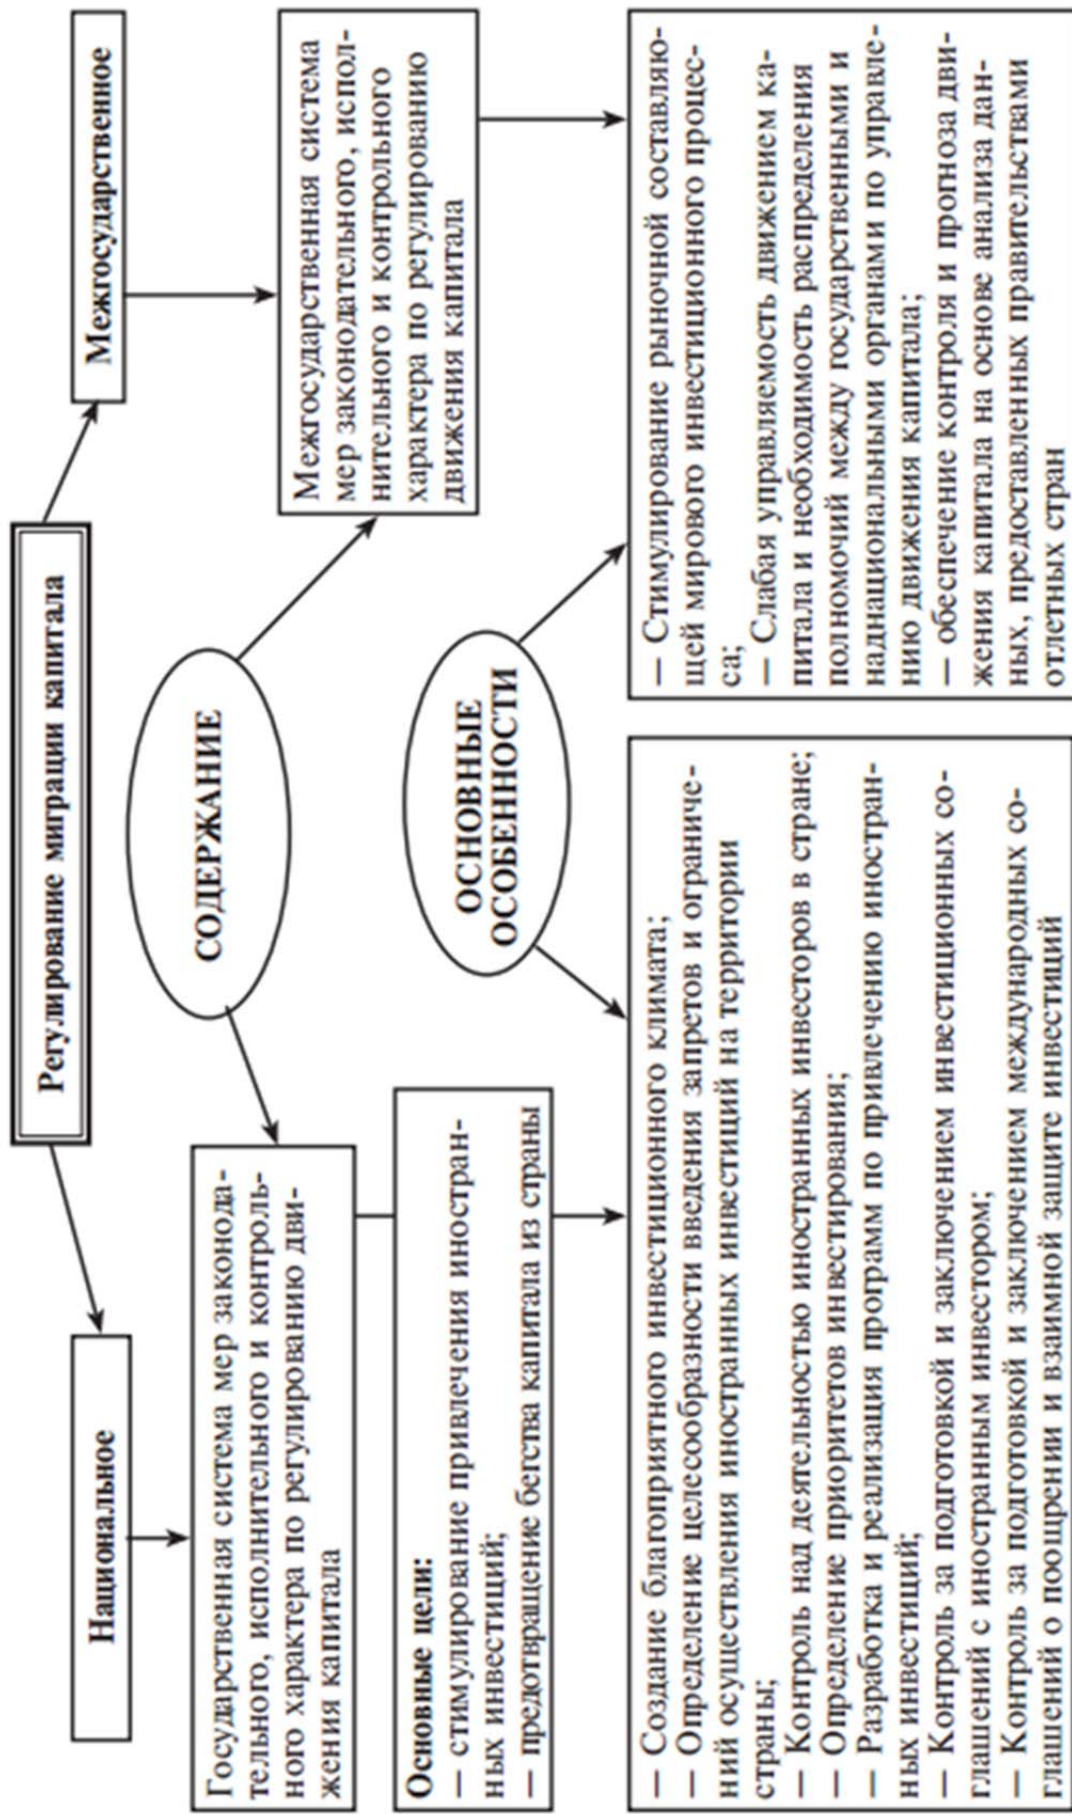 Регулирование миграции капитала
Национальное
Межгосударственное
СОДЕРЖАНИЕ
Государственная система мер законода-
тельного, исполнительного и контроль-
ного характера по регулированию дви-
жения капитала
Межгосударственная система
мер законодательного, испол-
нительного и контрольного
характера по регулированию
движения капитала
Основные цели:
— стимулирование привлечения иностран-
ных инвестиций;
— предотвращение бегства капитала из страны
ОСНОВНЫЕ
ОСОБЕННОСТИ
— Создание благоприятного инвестиционного климата;
— Определение целесообразности введения запретов и ограниче-
ний осуществления иностранных инвестиций на территории
страны;
— Контроль над деятельностью иностранных инвесторов в стране;
— Определение приоритетов инвестирования;
— Разработка и реализация программ по привлечению иностран-
ных инвестиций;
— Контроль за подготовкой и заключением инвестиционных со-
глашений с иностранным инвестором;
— Контроль за подготовкой и заключением международных со-
глашений о поощрении и взаимной защите инвестиций
— Стимулирование рыночной составляю-
щей мирового инвестиционного процес-
са;
— Слабая управляемость движением ка-
питала и необходимость распределения
полномочий между государственными и
наднациональными органами по управле-
нию движения капитала;
— обеспечение контроля и прогноза дви-
жения капитала на основе анализа дан-
ных, предоставленных правительствами
отлетных стран